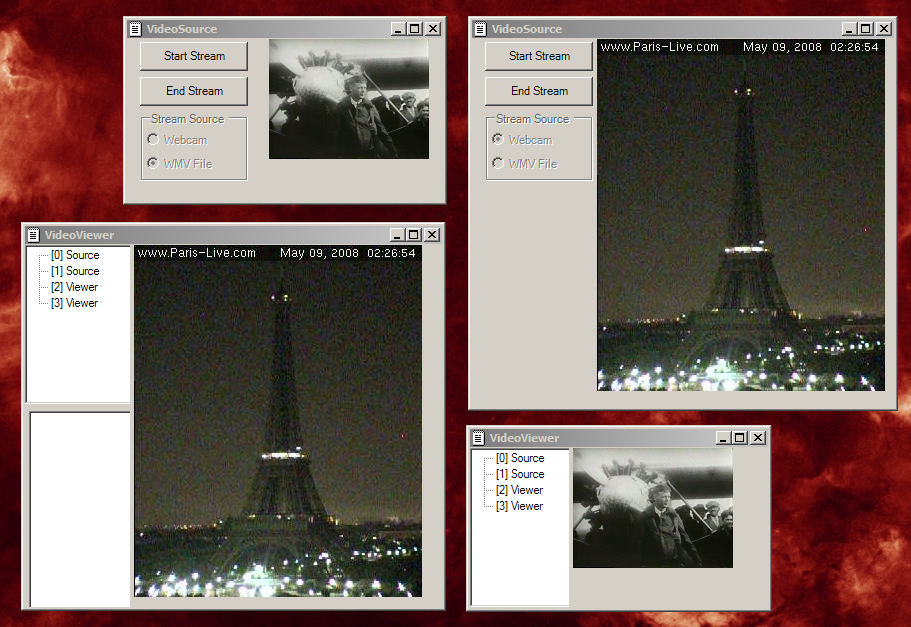 VideoSource
Start Stream
End Stream
Stream Source
Webcam
WMV File
VideoSource
Start Stream
End Stream
Stream Source
Webcam
WMV File
www.Paris-Live.com May 09, 2008 02:26:54
VideoViewer
[0] Source
[1] Source
[2] Viewer
[3] Viewer
www.Paris-Live.com May 09, 2008 02:26:54
VideoViewer
[0] Source
[1] Source
[2] Viewer
[3] Viewer